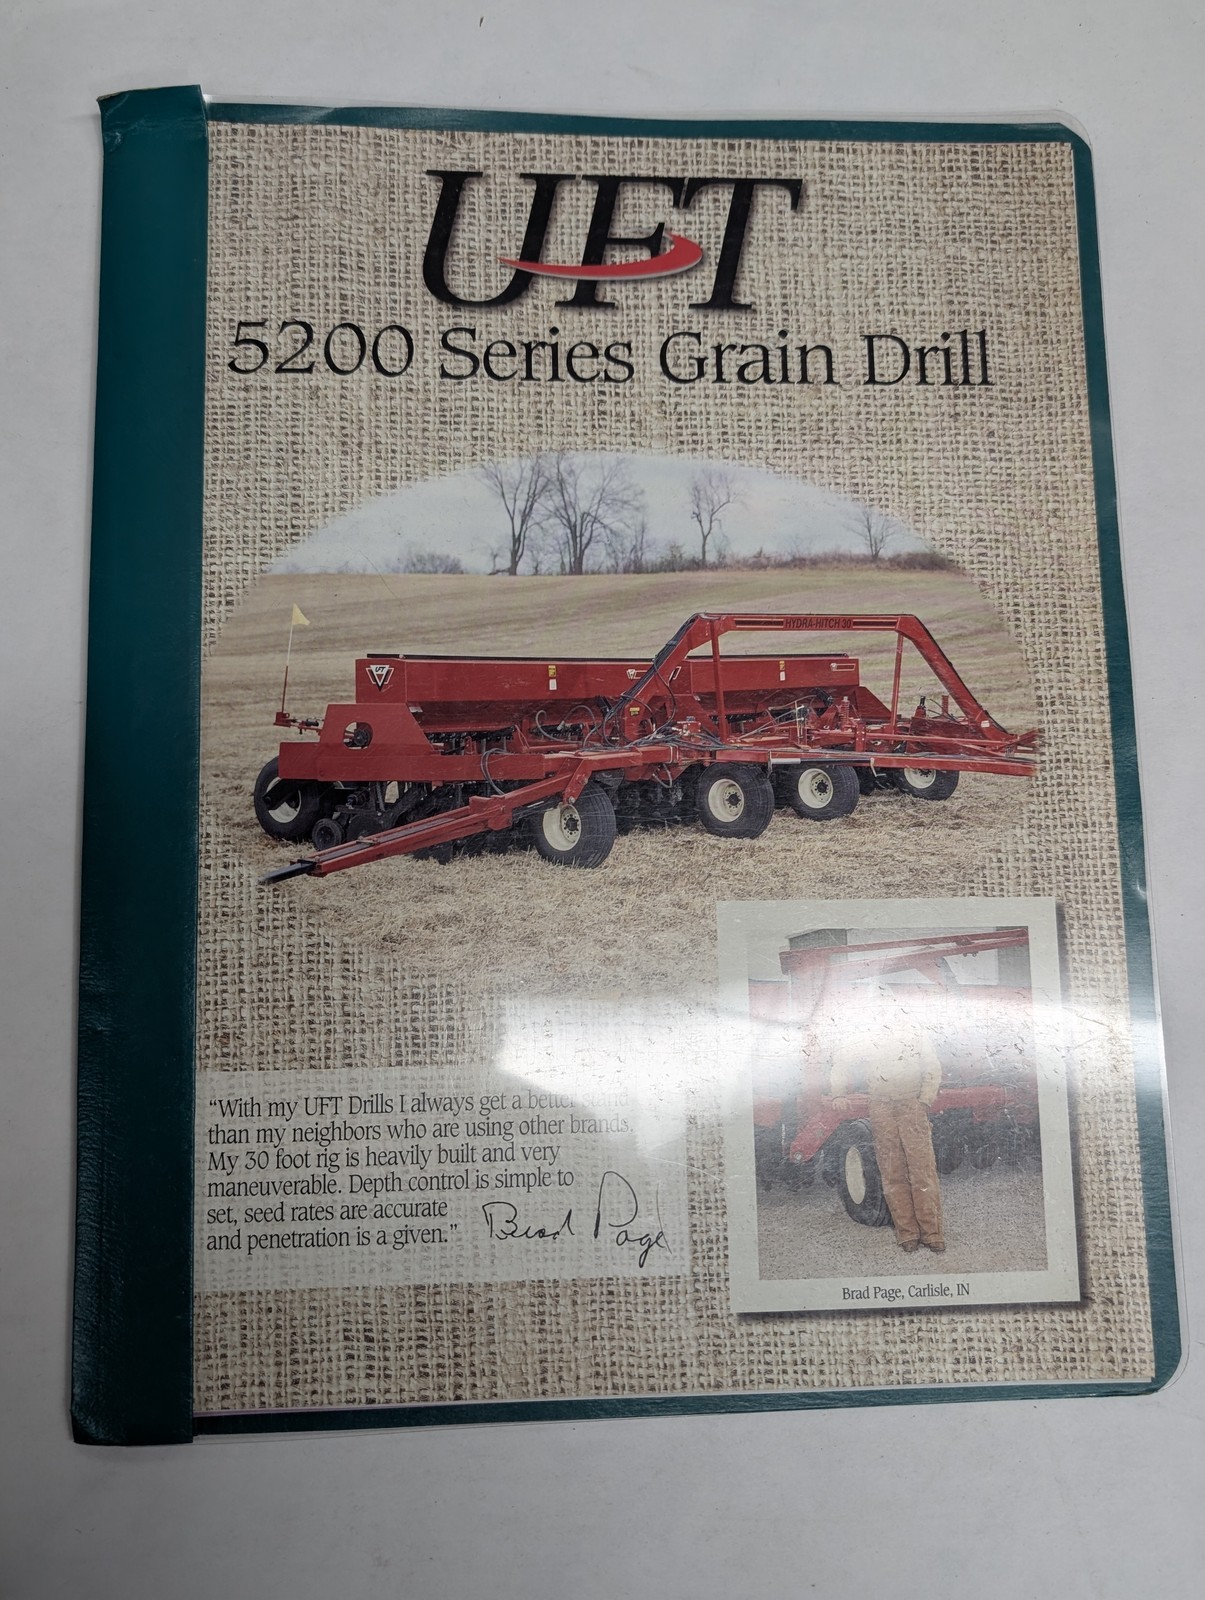 UFT
5200 Series Grain Drill
HYDRA-HITCH 30
UFT
"With my UFT Drills I always get a better stand
than my neighbors who are using other brands.
My 30 foot rig is heavily built and very
maneuverable. Depth control is simple to
set, seed rates are accurate
and penetration is a given."
Brad Page
Brad Page, Carlisle, IN